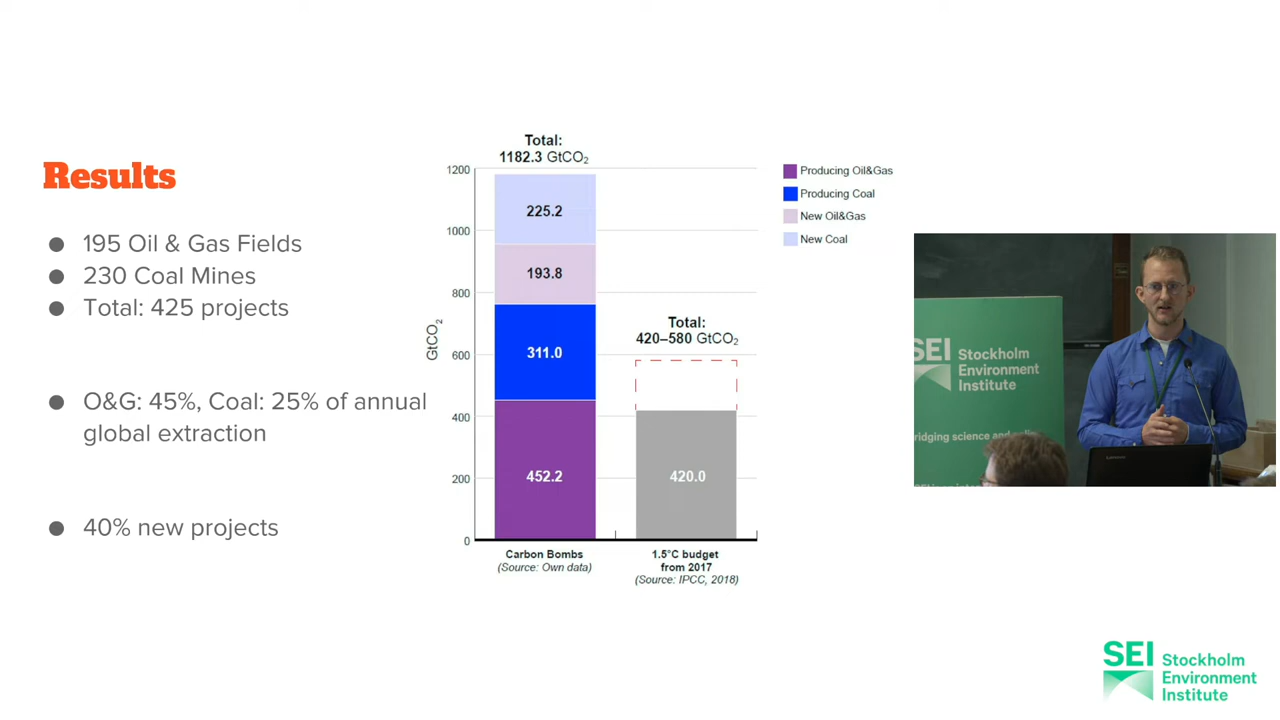 Results
● 195 Oil & Gas Fields
● 230 Coal Mines
● Total: 425 projects
● O&G: 45%, Coal: 25% of annual
global extraction
● 40% new projects
Total:
1182.3 GtCO₂
1200
1000
800
600
400
200
0
GtCO₂
225.2
193.8
311.0
452.2
Total:
420–580 GtCO₂
420.0
Carbon Bombs
(Source: Own data)
1.5°C budget
from 2017
(Source: IPCC, 2018)
Producing Oil&Gas
Producing Coal
New Oil&Gas
New Coal
SEI Stockholm
Environment
Institute
ridging science and
Lenovo
SEI Stockholm
Environment
Institute